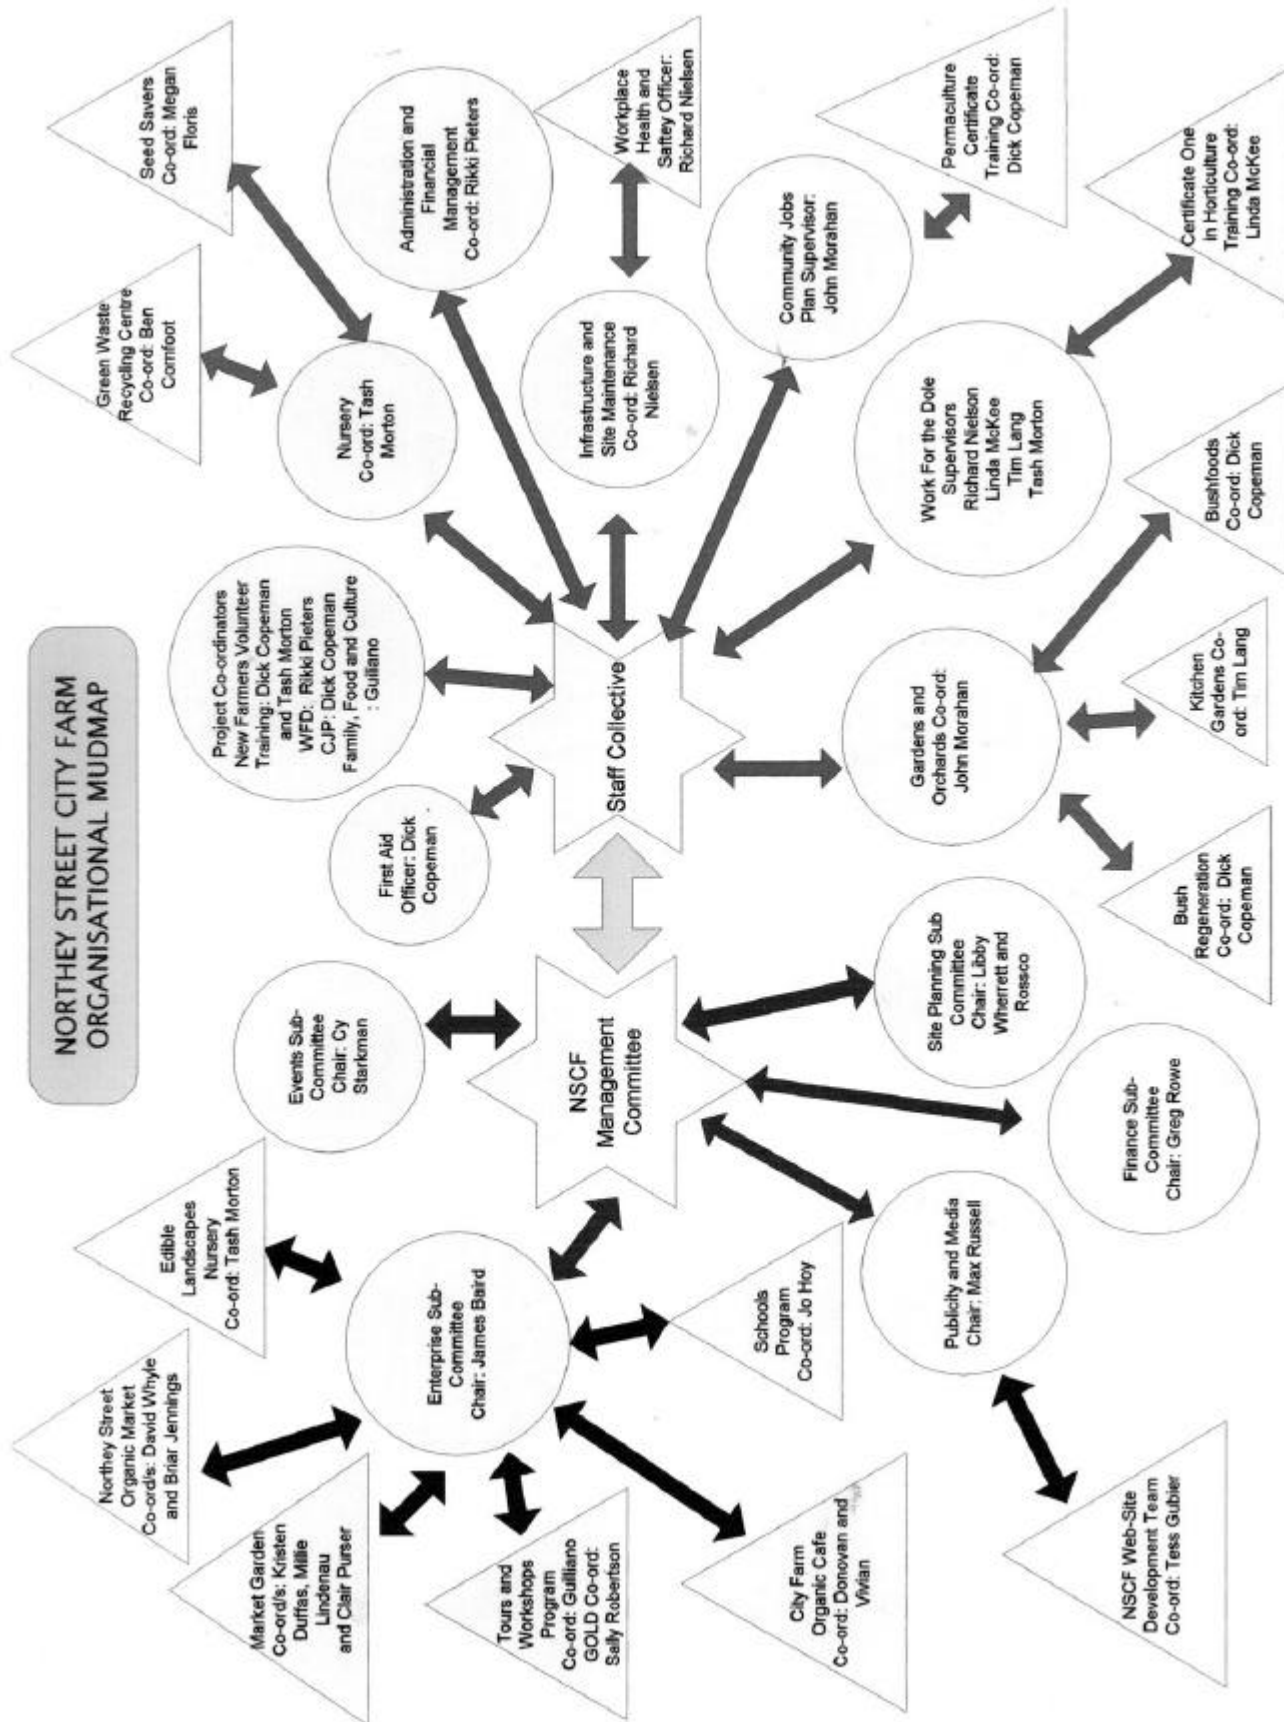 NORTHEY STREET CITY FARM
ORGANISATIONAL MUDMAP
Northey Street
Organic Market
Co-ord/s: David Whyle
and Briar Jennings
Edible
Landscapes
Nursery
Co-ord: Tash Morton
Market Garden
Co-ord/s: Kristen
Duffas, Millie
Lindenau
and Clair Purser
Tours and
Workshops
Program
Co-ord: Guilliano
GOLD Co-ord:
Sally Robertson
City Farm
Organic Cafe
Co-ord: Donovan and
Vivian
Enterprise Sub-
Committee
Chair: James Baird
Schools
Program
Co-ord: Jo Hoy
NSCF Web-Site
Development Team
Co-ord: Tess Gubier
Publicity and Media
Chair: Max Russell
Finance Sub-
Committee
Chair: Greg Rowe
Site Planning Sub
Committee
Chair: Libby
Wherrett and
Rossco
Events Sub-
Committee
Chair: Cy
Starkman
NSCF
Management
Committee
Staff Collective
First Aid
Officer: Dick
Copeman
Project Co-ordinators
New Farmers Volunteer
Training: Dick Copeman
and Tash Morton
WFD: Rikki Pieters
CJP: Dick Copeman
Family, Food and Culture
: Guiliano
Nursery
Co-ord: Tash
Morton
Green Waste
Recycling Centre
Co-ord: Ben
Cornfoot
Seed Savers
Co-ord: Megan
Floris
Administration and
Financial
Management
Co-ord: Rikki Pieters
Infrastructure and
Site Maintenance
Co-ord: Richard
Nielsen
Workplace
Health and
Saftey Officer:
Richard Nielsen
Community Jobs
Plan Supervisor:
John Morahan
Permaculture
Certificate
Training Co-ord:
Dick Copeman
Work For the Dole
Supervisors
Richard Nielson
Linda McKee
Tim Lang
Tash Morton
Certificate One
in Horticulture
Training Co-ord:
Linda McKee
Gardens and
Orchards Co-ord:
John Morahan
Bushfoods
Co-ord: Dick
Copeman
Kitchen
Gardens Co-
ord: Tim Lang
Bush
Regeneration
Co-ord: Dick
Copeman